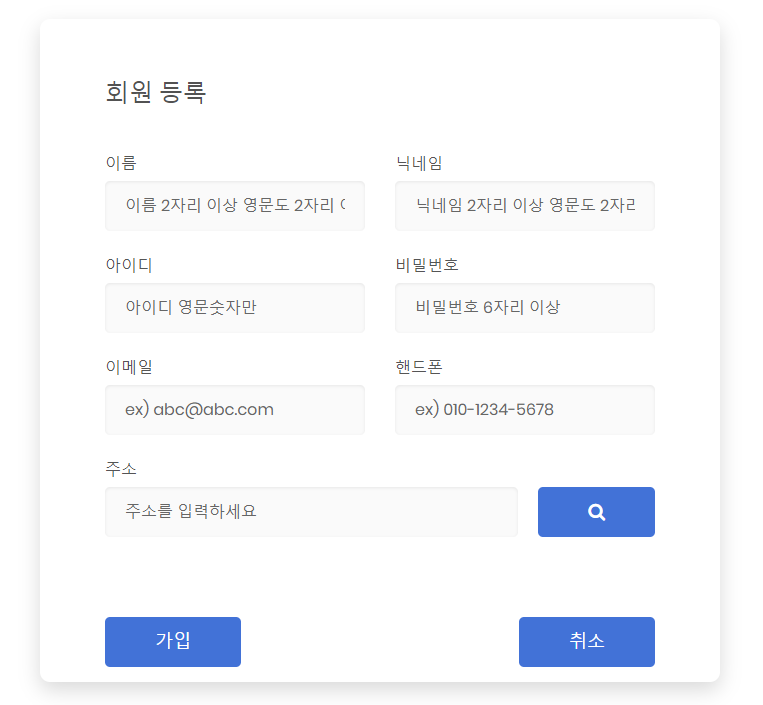 회원 등록
이름 닉네임
이름 2자리 이상 영문도 2자리 닉네임 2자리 이상 영문도 2자리
아이디 비밀번호
아이디 영문숫자만 비밀번호 6자리 이상
이메일 핸드폰
ex) abc@abc.com ex) 010-1234-5678
주소
주소를 입력하세요
가입 취소